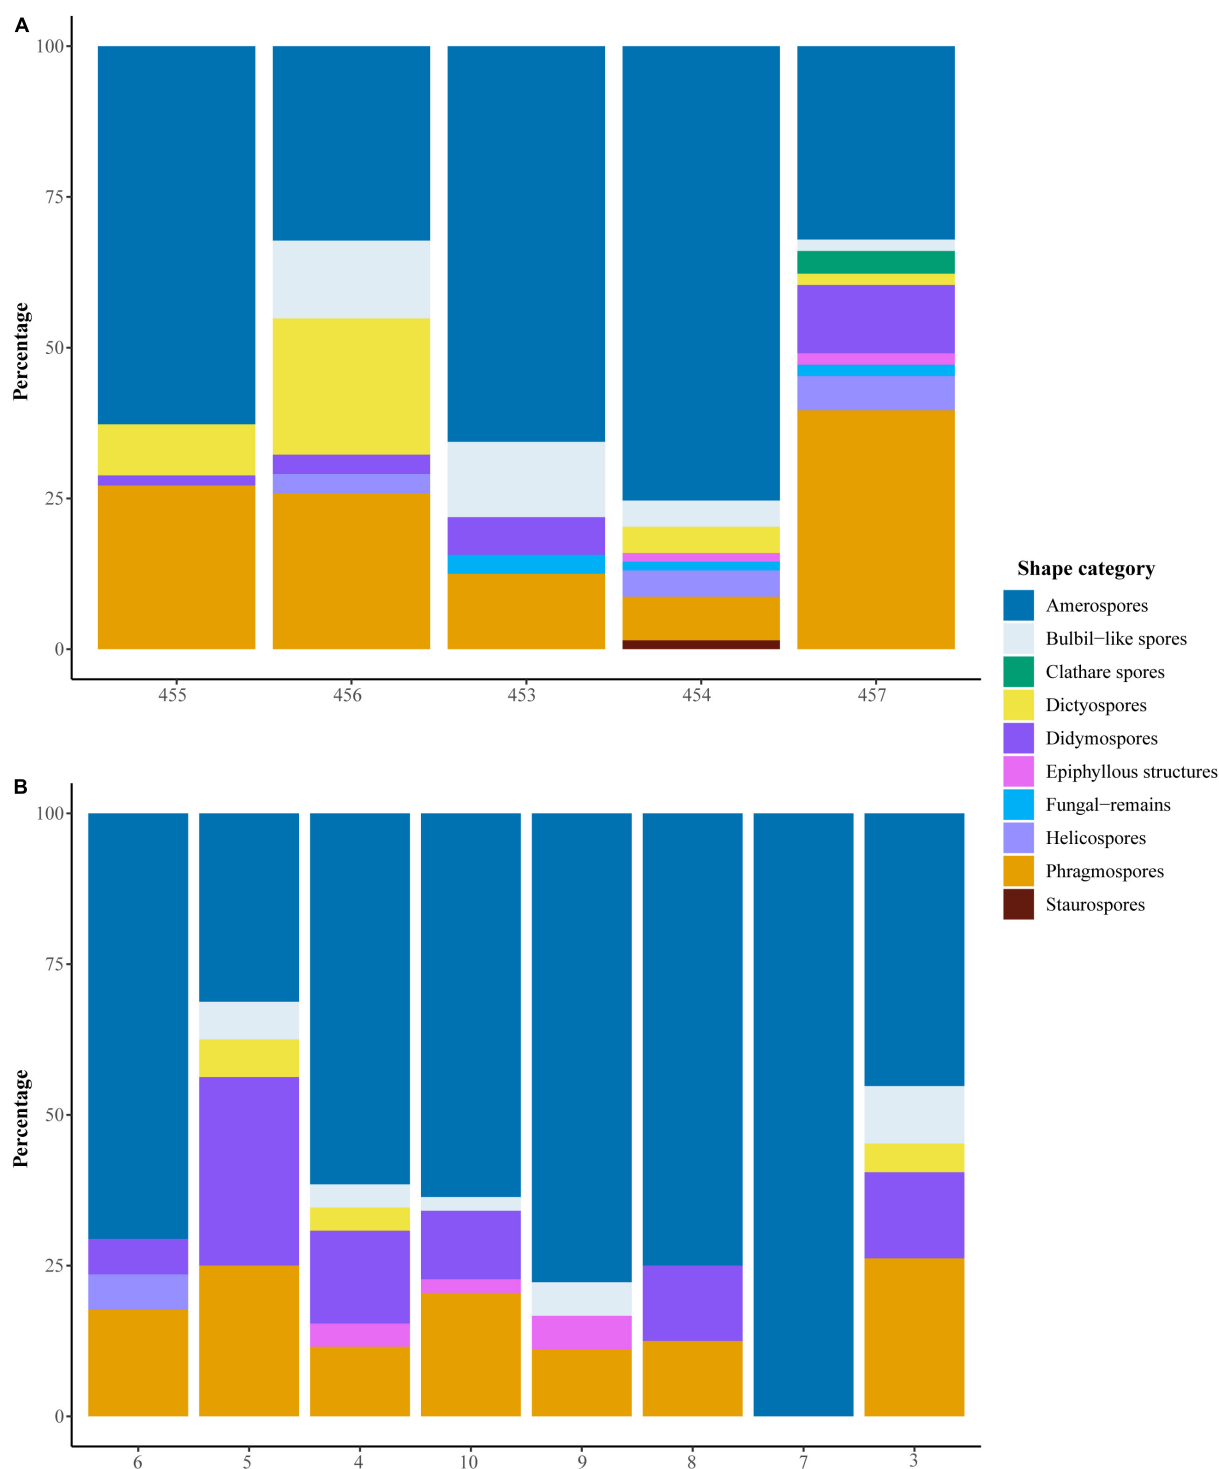 A
100
75
50
25
0
Percentage
455 456 453 454 457
Shape category
Amerospores
Bulbil−like spores
Clathare spores
Dictyospores
Didymospores
Epiphyllous structures
Fungal−remains
Helicospores
Phragmospores
Staurospores
B
100
75
50
25
0
Percentage
6 5 4 10 9 8 7 3